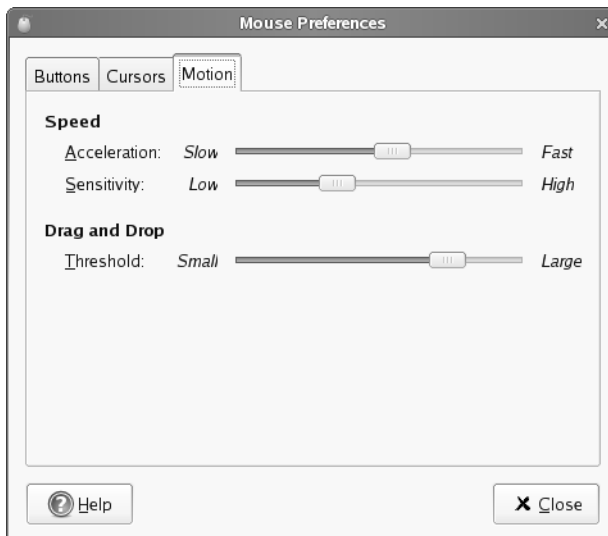 Mouse Preferences
Buttons Cursors Motion
Speed
Acceleration: Slow Fast
Sensitivity: Low High
Drag and Drop
Threshold: Small Large
Help Close